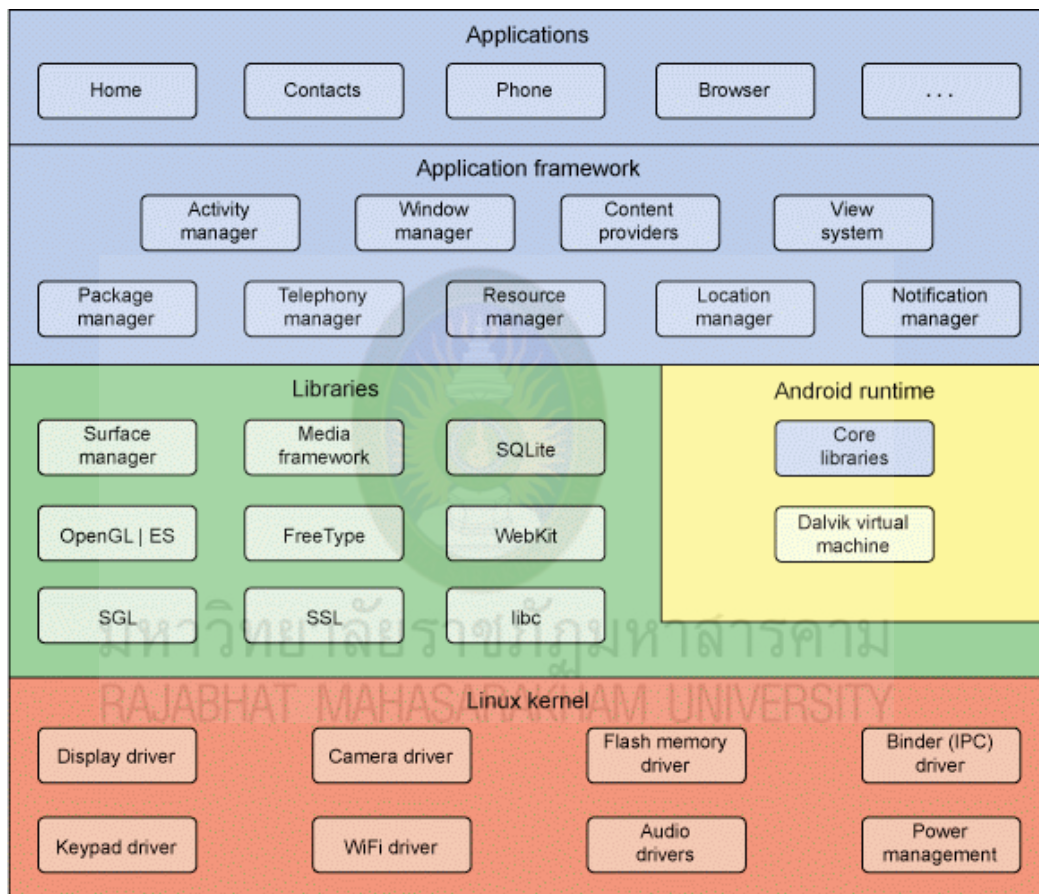 Applications
Home
Contacts
Phone
Browser
...
Application framework
Activity
manager
Window
manager
Content
providers
View
system
Package
manager
Telephony
manager
Resource
manager
Location
manager
Notification
manager
Libraries
Surface
manager
Media
framework
SQLite
OpenGL | ES
FreeType
WebKit
SGL
SSL
libc
Android runtime
Core
libraries
Dalvik virtual
machine
มหาวิทยาลัยราชภัฏมหาสารคาม
RAJABHAT MAHASARAKHAM UNIVERSITY
Linux kernel
Display driver
Camera driver
Flash memory
driver
Binder (IPC)
driver
Keypad driver
WiFi driver
Audio
drivers
Power
management